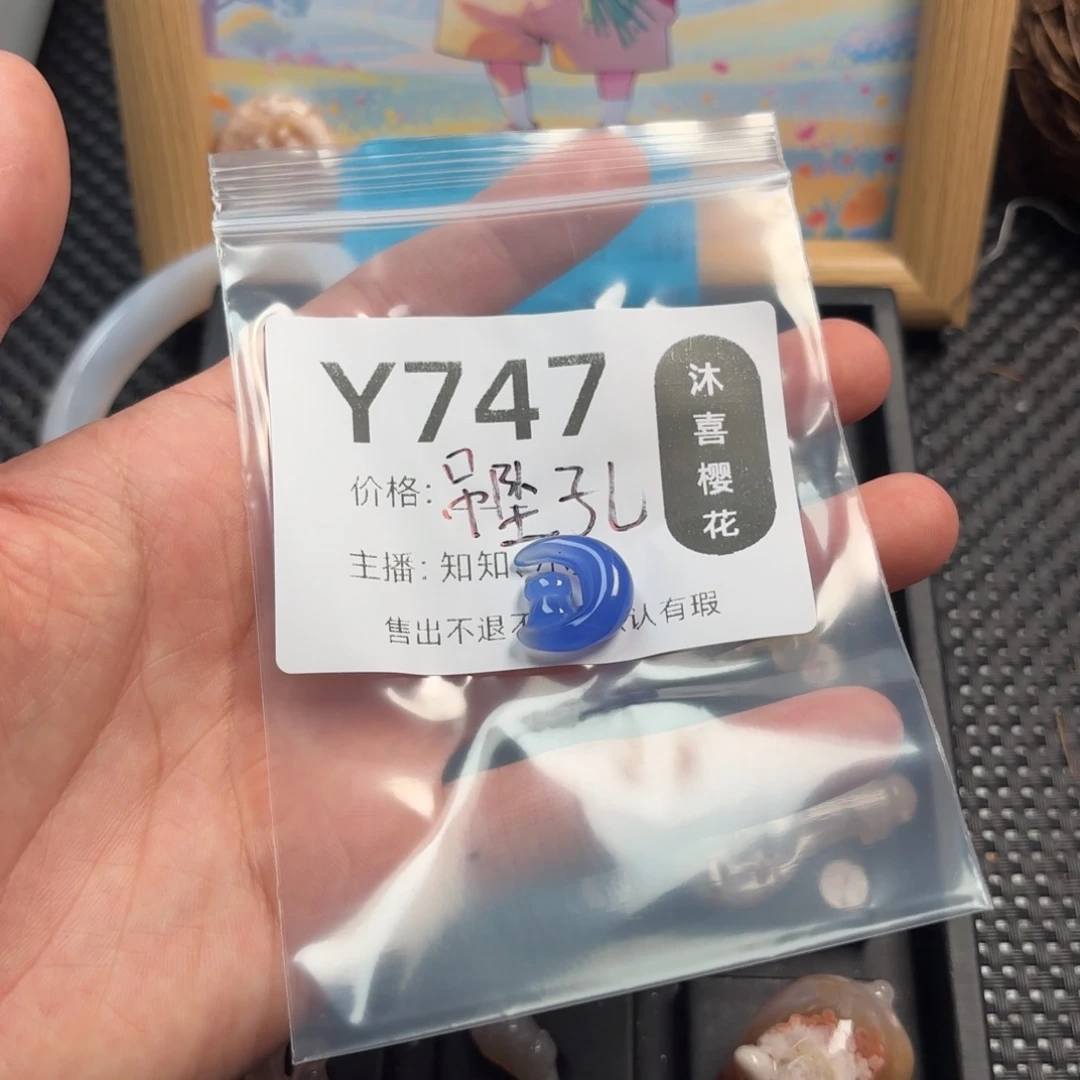 Y747
沐喜樱花
价格: 吊坠孔
主播: 知知
售出不退 认有瑕